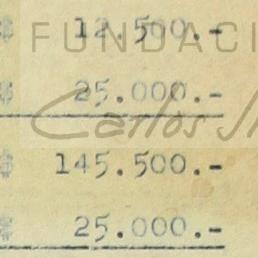 $ 12.500.-
FUNDACI
$ 25.000.-
Carlos
$ 145.500.-
$ 25.000.-